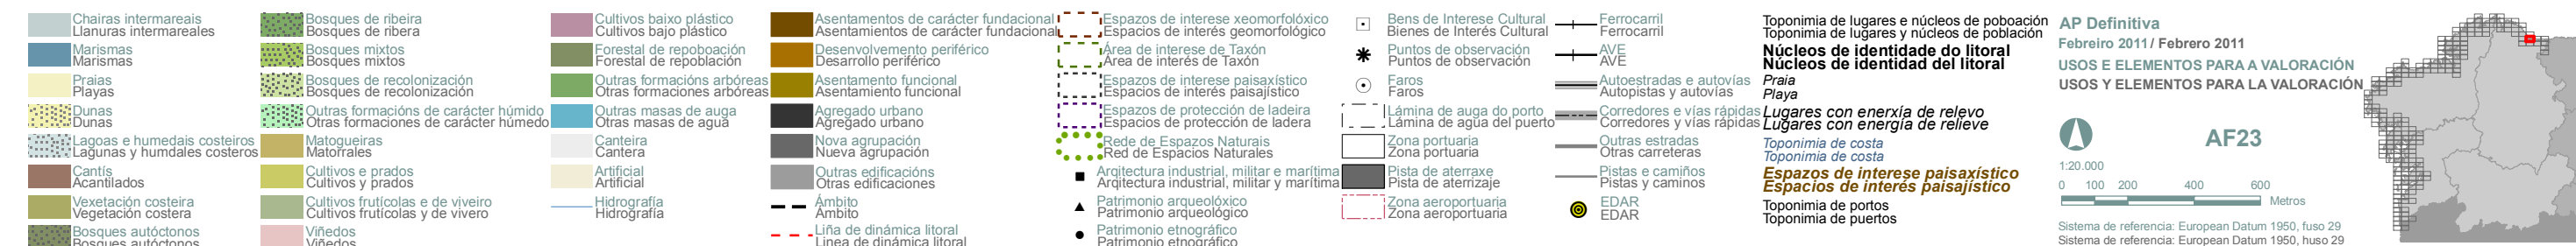 Chairas intermareais
Llanuras intermareales
Marismas
Marismas
Praias
Playas
Dunas
Dunas
Lagoas e humedais costeiros
Lagunas y humdales costeros
Cantís
Acantilados
Vexetación costeira
Vegetación costera
Bosques autóctonos
Bosques autóctonos
Bosques de ribeira
Bosques de ribera
Bosques mixtos
Bosques mixtos
Bosques de recolonización
Bosques de recolonización
Outras formacións de carácter húmido
Otras formaciones de carácter húmedo
Matogueiras
Matorrales
Cultivos e prados
Cultivos y prados
Cultivos frutícolas e de viveiro
Cultivos frutícolas y de vivero
Viñedos
Viñedos
Cultivos baixo plástico
Cultivos bajo plástico
Forestal de repoboación
Forestal de repoblación
Outras formacións arbóreas
Otras formaciones arbóreas
Outras masas de auga
Otras masas de agua
Canteira
Cantera
Artificial
Artificial
Hidrografía
Hidrografía
Asentamentos de carácter fundacional
Asentamientos de carácter fundacional
Desenvolvemento periférico
Desarrollo periférico
Asentamento funcional
Asentamiento funcional
Agregado urbano
Agregado urbano
Nova agrupación
Nueva agrupación
Outras edificacións
Otras edificaciones
Ámbito
Ámbito
Liña de dinámica litoral
Linea de dinámica litoral
Espazos de interese xeomorfolóxico
Espacios de interés geomorfológico
Área de interese de Taxón
Área de interés de Taxón
Espazos de interese paisaxístico
Espacios de interés paisajístico
Espazos de protección de ladeira
Espacios de protección de ladera
Rede de Espazos Naturais
Red de Espacios Naturales
Arqitectura industrial, militar e marítima
Arqitectura industrial, militar y marítima
Patrimonio arqueolóxico
Patrimonio arqueológico
Patrimonio etnográfico
Patrimonio etnográfico
Bens de Interese Cultural
Bienes de Interés Cultural
Puntos de observación
Puntos de observación
Faros
Faros
Lámina de auga do porto
Lámina de agua del puerto
Zona portuaria
Zona portuaria
Pista de aterraxe
Pista de aterrizaje
Zona aeroportuaria
Zona aeroportuaria
Ferrocarril
Ferrocarril
AVE
AVE
Autoestradas e autovías
Autopistas y autovías
Corredores e vías rápidas
Corredores y vías rápidas
Outras estradas
Otras carreteras
Pistas e camiños
Pistas y caminos
EDAR
EDAR
Toponimia de lugares e núcleos de poboación
Toponimia de lugares y núcleos de población
Núcleos de identidade do litoral
Núcleos de identidad del litoral
Praia
Playa
Lugares con enerxía de relevo
Lugares con energía de relieve
Toponimia de costa
Toponimia de costa
Espazos de interese paisaxístico
Espacios de interés paisajístico
Toponimia de portos
Toponimia de puertos
AP Definitiva
Febreiro 2011 / Febrero 2011
USOS E ELEMENTOS PARA A VALORACIÓN
USOS Y ELEMENTOS PARA LA VALORACIÓN
AF23
1:20.000
0 100 200 400 600
Metros
Sistema de referencia: European Datum 1950, fuso 29
Sistema de referencia: European Datum 1950, huso 29